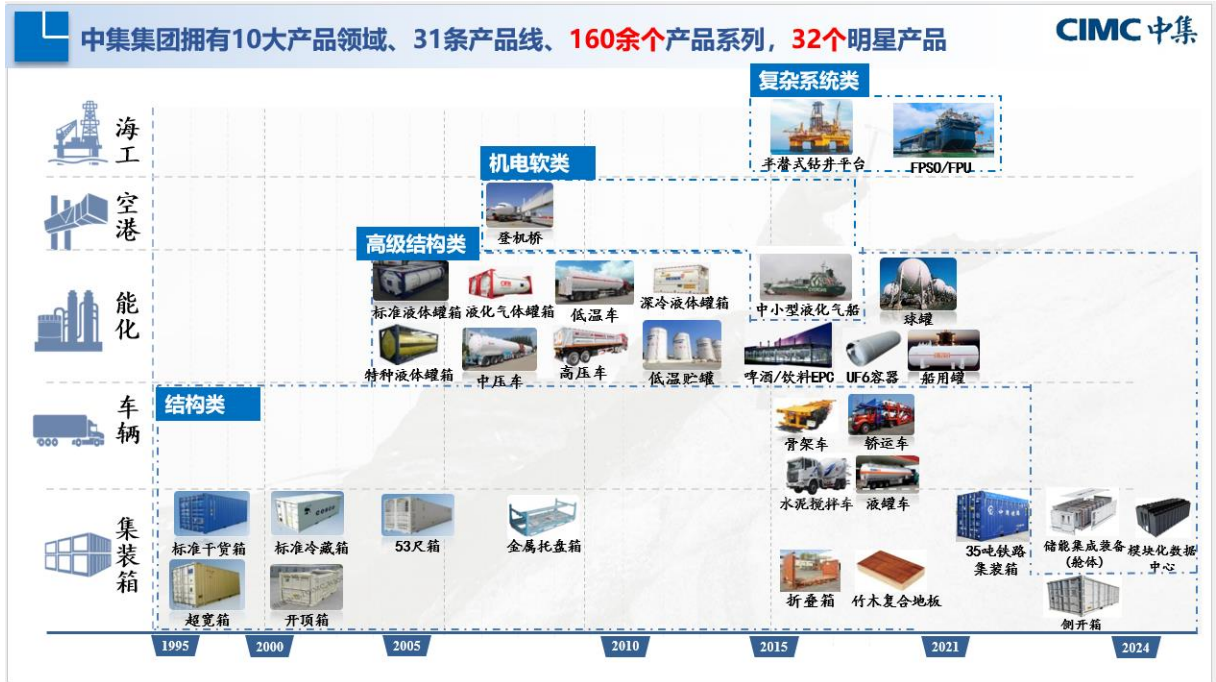 中集集团拥有10大产品领域、31条产品线、160余个产品系列，32个明星产品
CIMC 中集
复杂系统类
海工
半潜式钻井平台
FPSO/FPU
机电软类
空港
登机桥
高级结构类
能化
标准液体罐箱
液化气体罐箱
低温车
深冷液体罐箱
中小型液化气船
球罐
特种液体罐箱
中压车
高压车
低温贮罐
啤酒/饮料EPC
UF6容器
船用罐
结构类
车辆
骨架车
轿运车
水泥搅拌车
液罐车
集装箱
标准干货箱
标准冷藏箱
53尺箱
金属托盘箱
35吨铁路
集装箱
储能集成装备
(舱体)
模块化数据
中心
超宽箱
开顶箱
折叠箱
竹木复合地板
侧开箱
1995
2000
2005
2010
2015
2021
2024